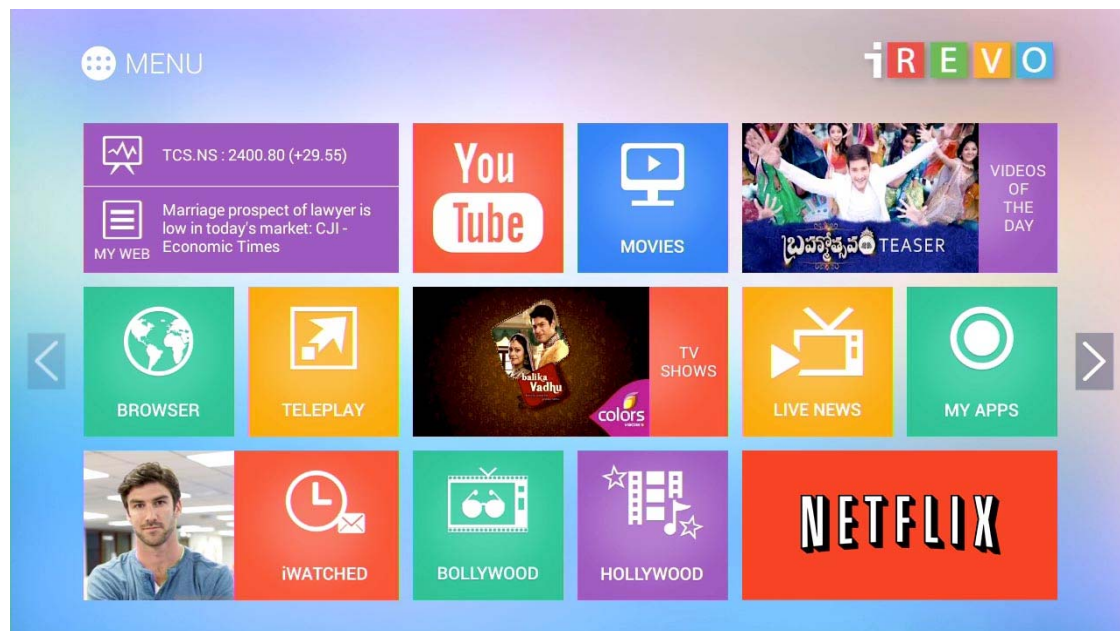 MENU
iREVO
TCS.NS : 2400.80 (+29.55)
MY WEB
Marriage prospect of lawyer is
low in today's market: CJI -
Economic Times
You
Tube
MOVIES
బ్రహ్మోత్సవం TEASER
VIDEOS
OF
THE
DAY
BROWSER
TELEPLAY
balika
Vadhu
colors
TV
SHOWS
LIVE NEWS
MY APPS
iWATCHED
BOLLYWOOD
HOLLYWOOD
NETFLIX